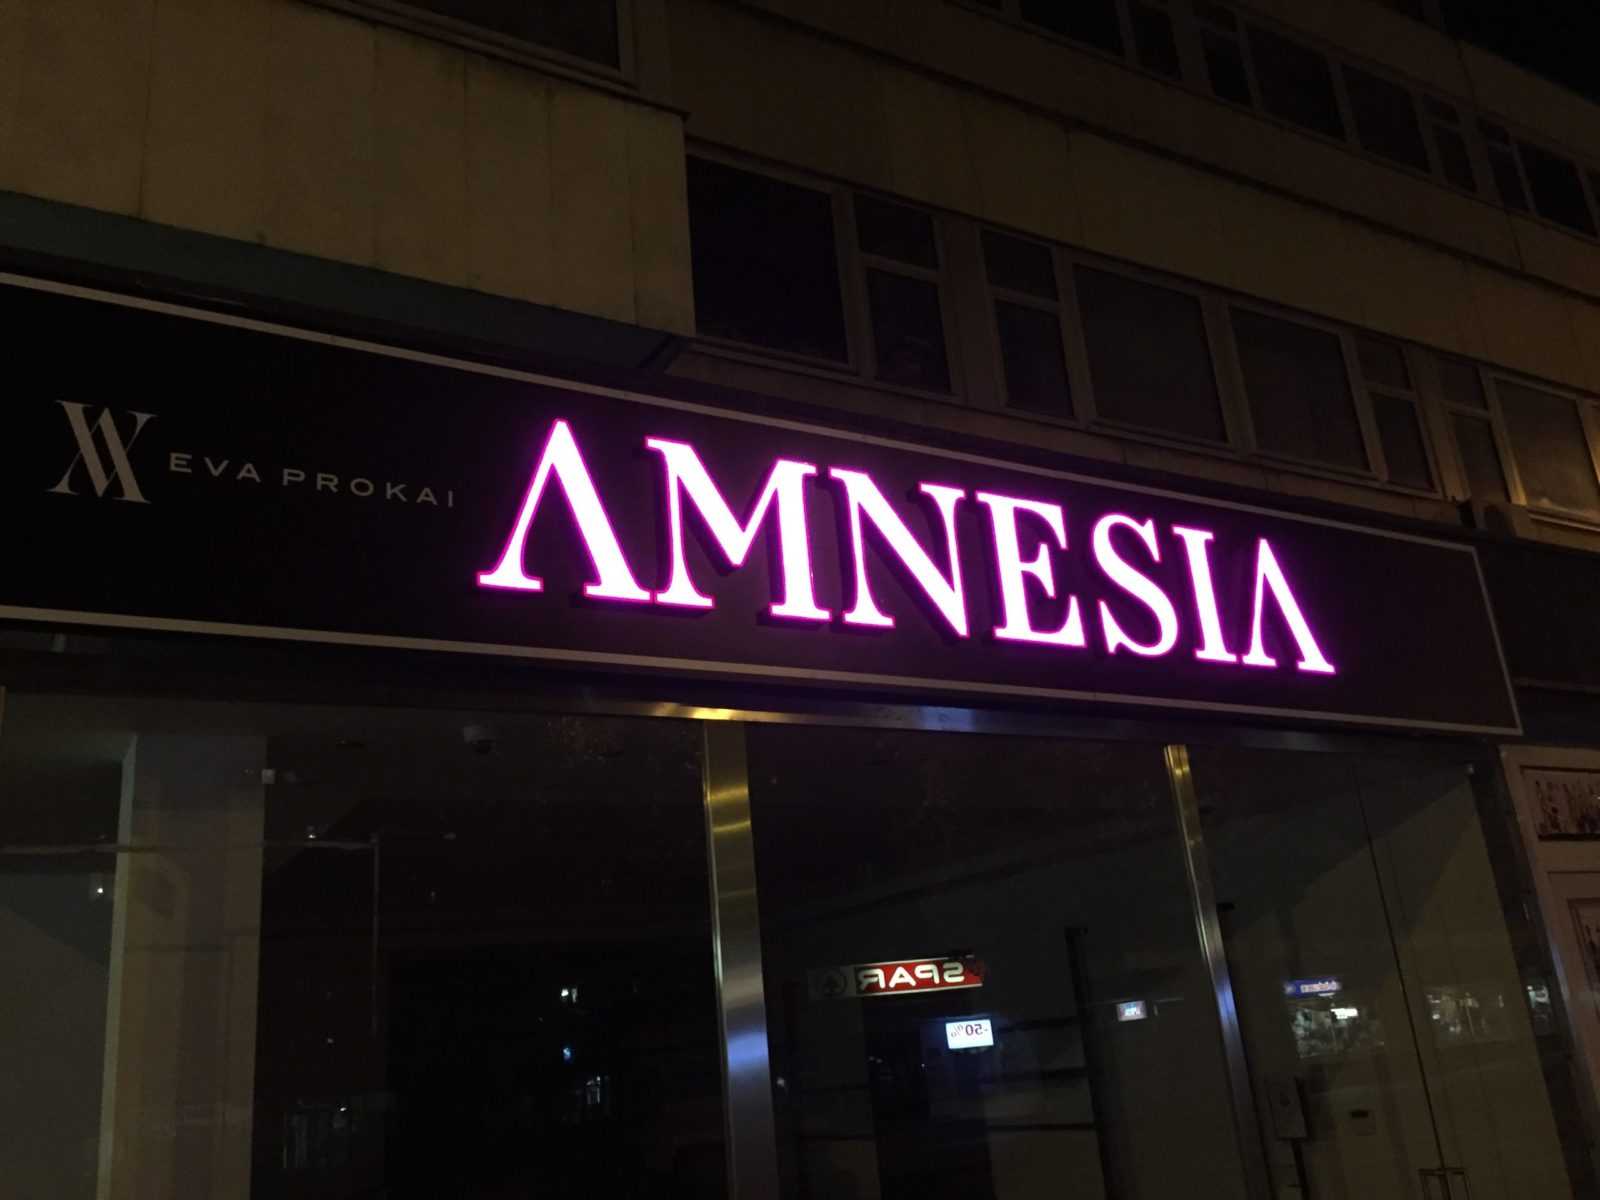 EVA PROKAI
AMNESIA
SPAR
-50%